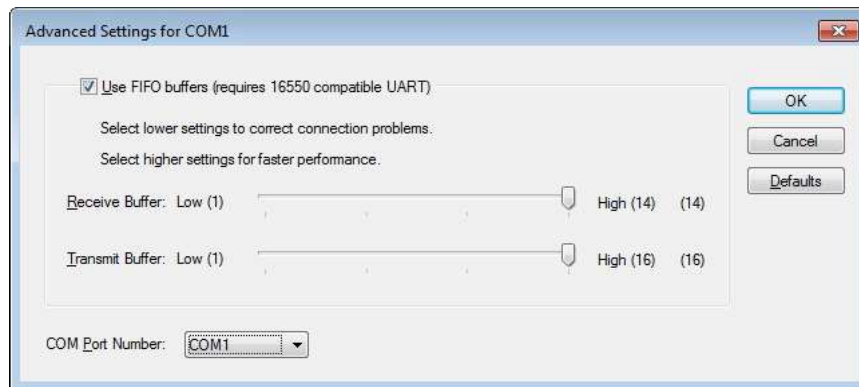 Advanced Settings for COM1
Use FIFO buffers (requires 16550 compatible UART)
Select lower settings to correct connection problems.
Select higher settings for faster performance.
Receive Buffer: Low (1) High (14) (14)
Transmit Buffer: Low (1) High (16) (16)
COM Port Number: COM1
OK
Cancel
Defaults